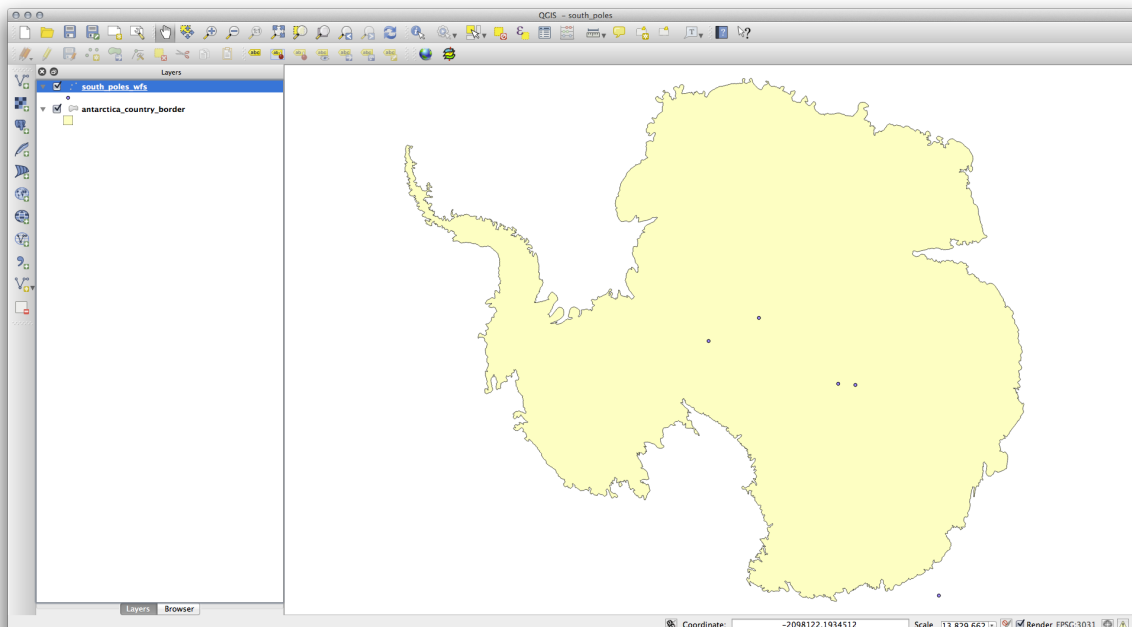 QGIS - south_poles
Layers
south_poles_wfs
antarctica_country_border
Layers Browser
Coordinate: -2098122,1934512 Scale 13,829,662 Render EPSG:3031